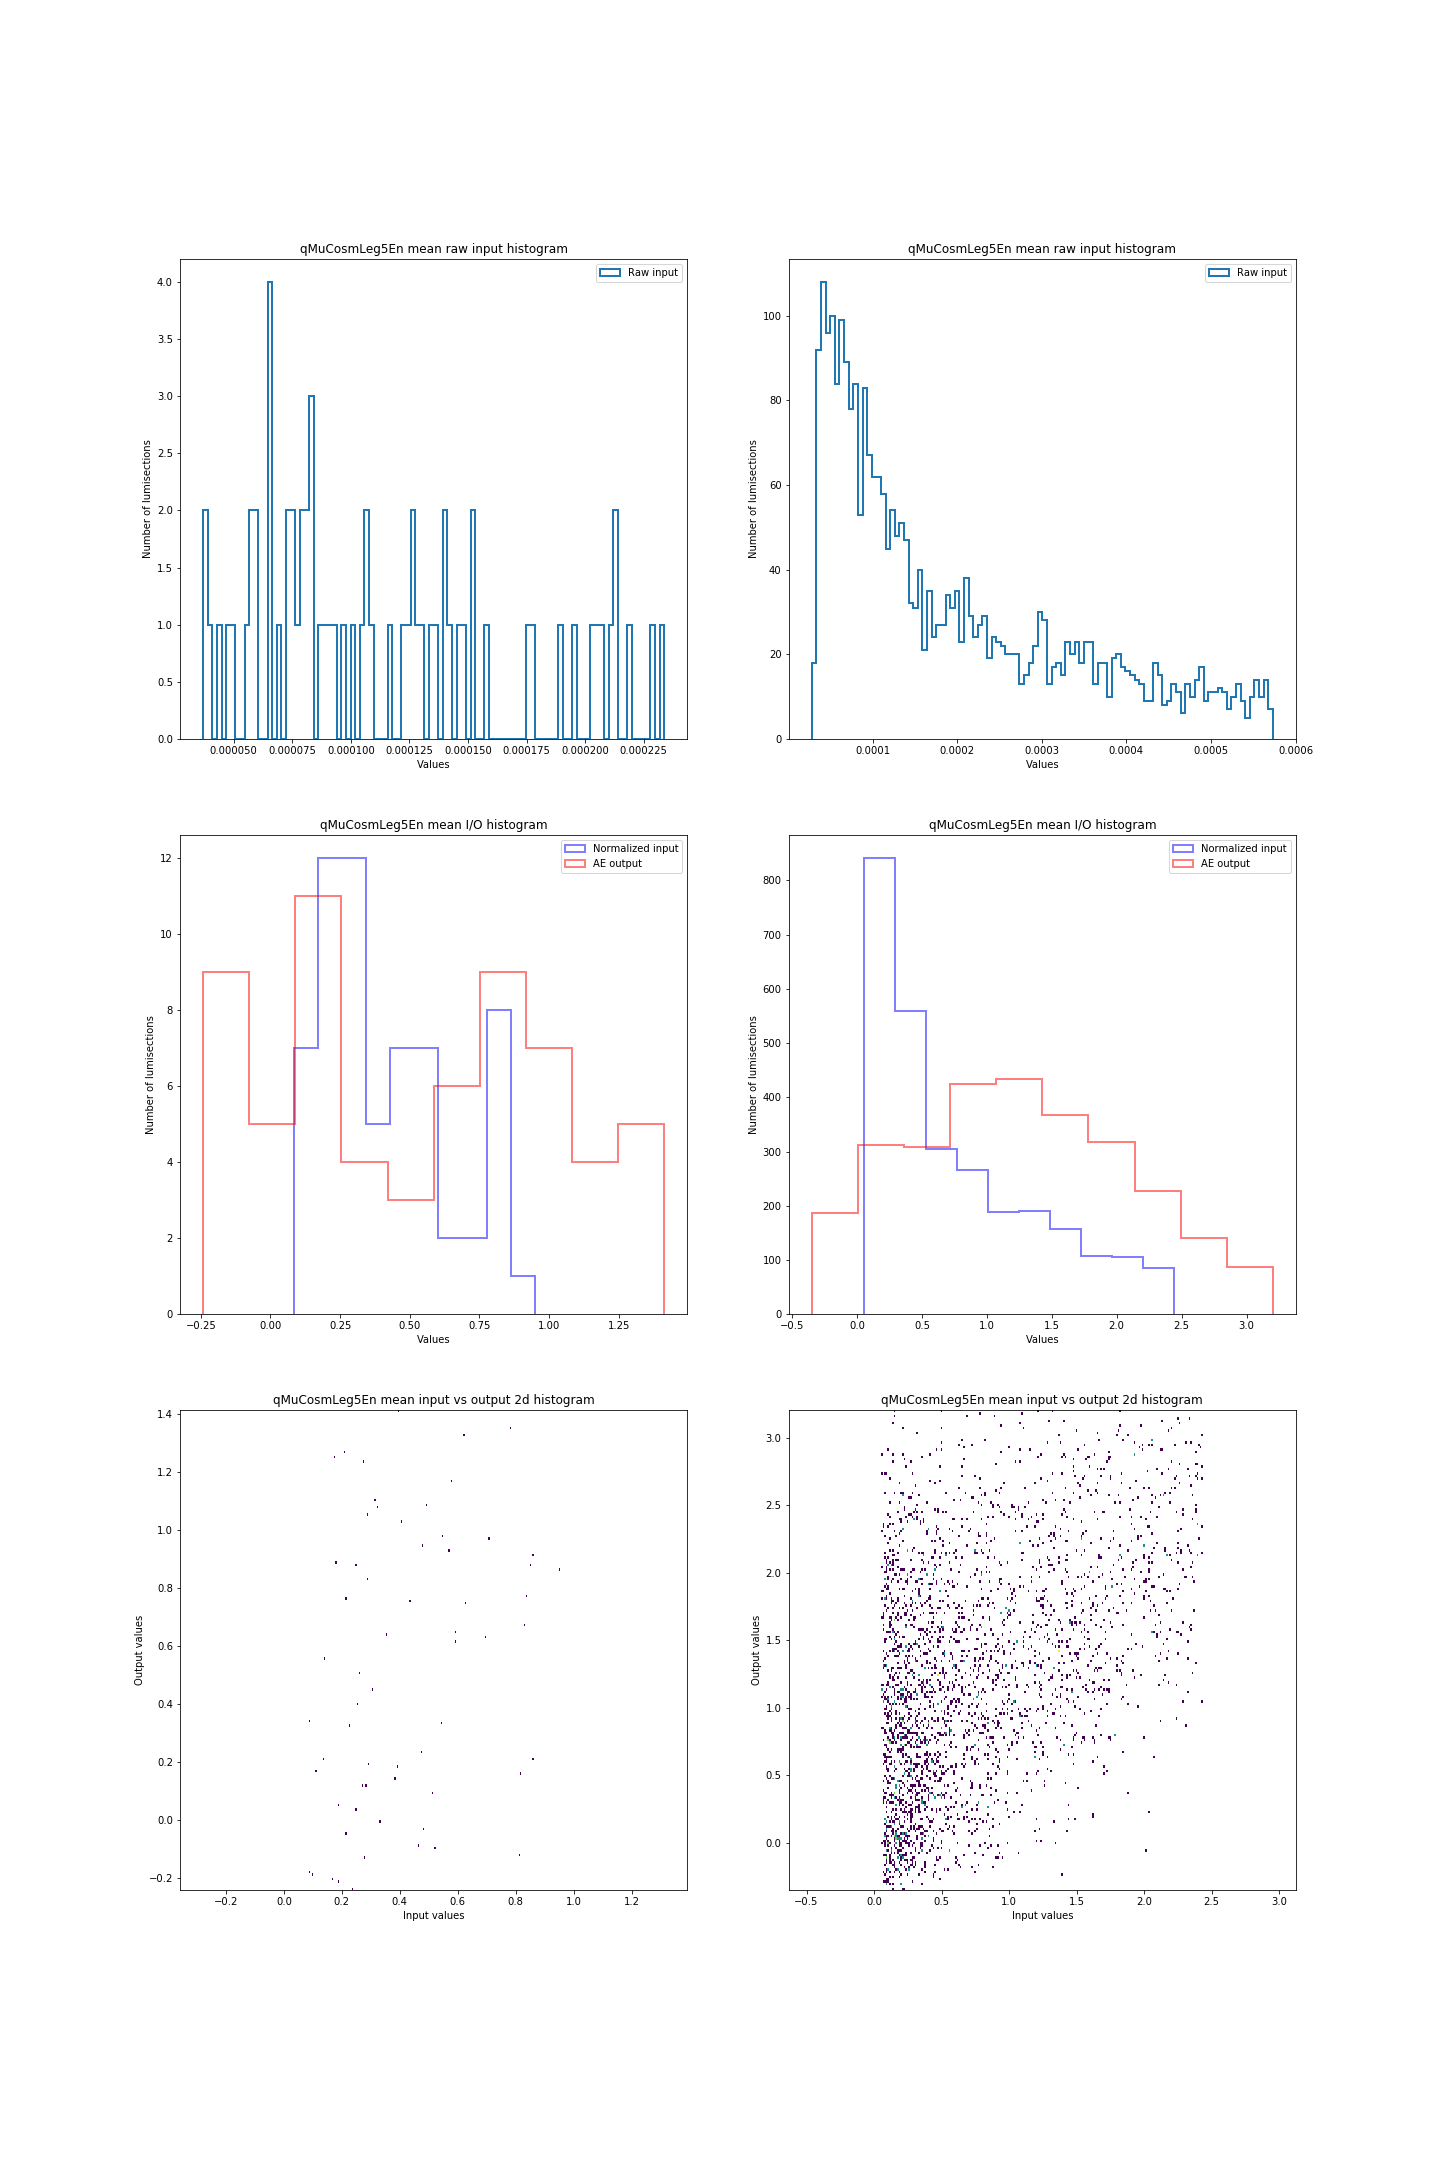 qMuCosmLeg5En mean raw input histogram
Raw input
Number of lumisections
4.0
3.5
3.0
2.5
2.0
1.5
1.0
0.5
0.0
0.000050 0.000075 0.000100 0.000125 0.000150 0.000175 0.000200 0.000225
Values
qMuCosmLeg5En mean raw input histogram
Raw input
Number of lumisections
100
80
60
40
20
0
0.0001 0.0002 0.0003 0.0004 0.0005 0.0006
Values
qMuCosmLeg5En mean I/O histogram
Normalized input
AE output
Number of lumisections
12
10
8
6
4
2
0
−0.25 0.00 0.25 0.50 0.75 1.00 1.25
Values
qMuCosmLeg5En mean I/O histogram
Normalized input
AE output
Number of lumisections
800
700
600
500
400
300
200
100
0
−0.5 0.0 0.5 1.0 1.5 2.0 2.5 3.0
Values
qMuCosmLeg5En mean input vs output 2d histogram
Output values
1.4
1.2
1.0
0.8
0.6
0.4
0.2
0.0
−0.2
−0.2 0.0 0.2 0.4 0.6 0.8 1.0 1.2
Input values
qMuCosmLeg5En mean input vs output 2d histogram
Output values
3.0
2.5
2.0
1.5
1.0
0.5
0.0
−0.5 0.0 0.5 1.0 1.5 2.0 2.5 3.0
Input values